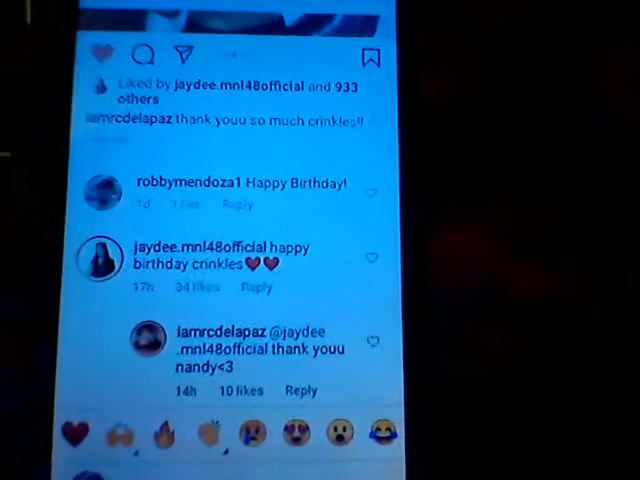 Liked by jaydee.mnl48official and 933
others
iamrcdelapaz thank youu so much crinkles!!
robbymendoza1 Happy Birthday!
1d 1 like Reply
jaydee.mnl48official happy
birthday crinkles❤❤
17h 34 likes Reply
iamrcdelapaz @jaydee
.mnl48official thank youu
nandy<3
14h 10 likes Reply